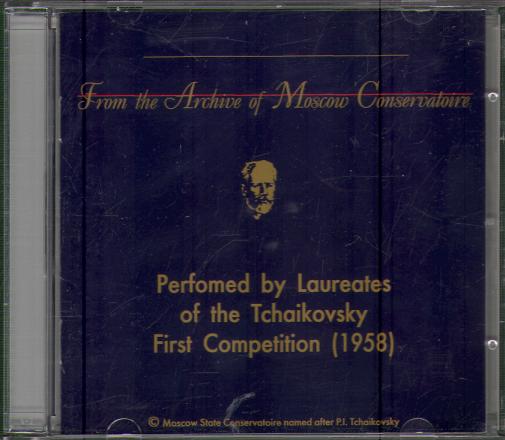 From the Archive of Moscow Conservatoire
Perfomed by Laureates
of the Tchaikovsky
First Competition (1958)
© Moscow State Conservatoire named after P.I. Tchaikovsky